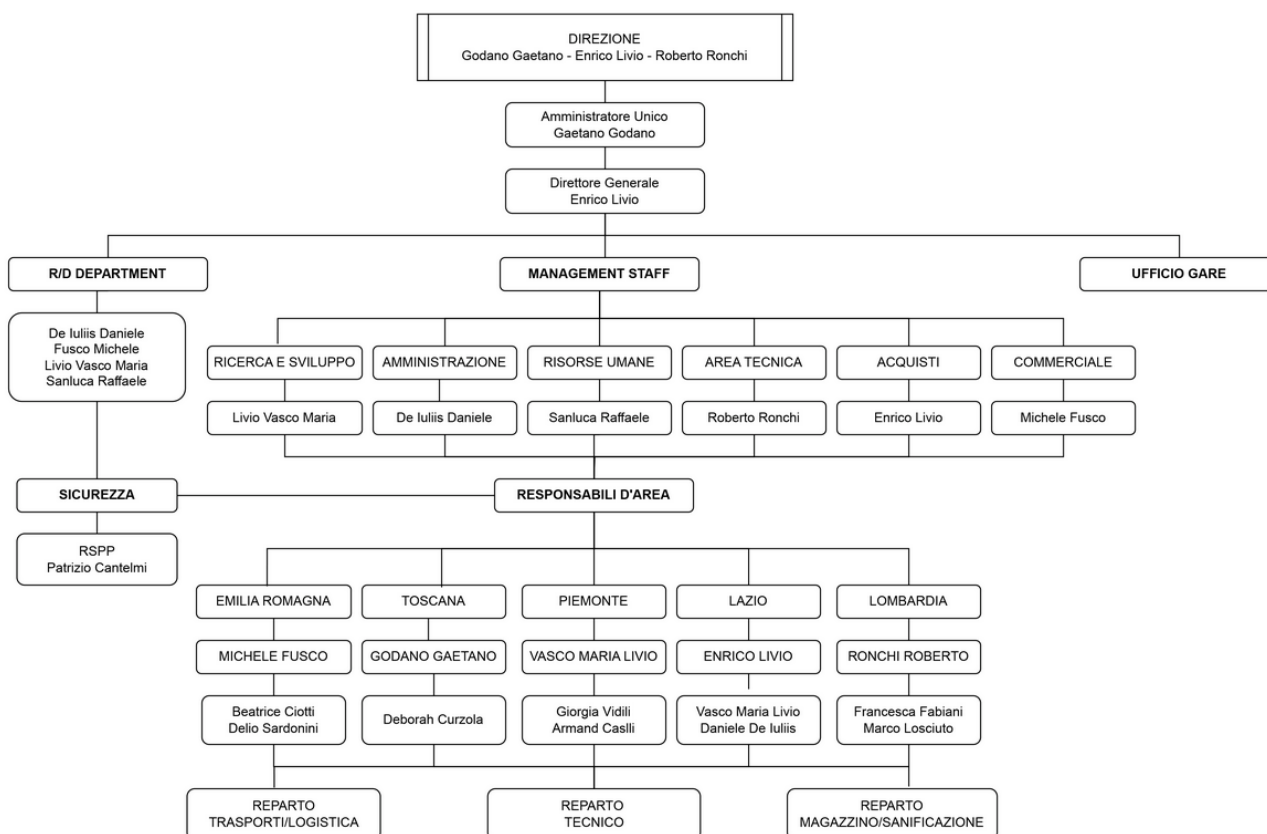 DIREZIONE
Godano Gaetano - Enrico Livio - Roberto Ronchi
Amministratore Unico
Gaetano Godano
Direttore Generale
Enrico Livio
R/D DEPARTMENT
MANAGEMENT STAFF
UFFICIO GARE
De Iuliis Daniele
Fusco Michele
Livio Vasco Maria
Sanluca Raffaele
RICERCA E SVILUPPO
AMMINISTRAZIONE
RISORSE UMANE
AREA TECNICA
ACQUISTI
COMMERCIALE
Livio Vasco Maria
De Iuliis Daniele
Sanluca Raffaele
Roberto Ronchi
Enrico Livio
Michele Fusco
SICUREZZA
RESPONSABILI D'AREA
RSPP
Patrizio Cantelmi
EMILIA ROMAGNA
TOSCANA
PIEMONTE
LAZIO
LOMBARDIA
MICHELE FUSCO
GODANO GAETANO
VASCO MARIA LIVIO
ENRICO LIVIO
RONCHI ROBERTO
Beatrice Ciotti
Delio Sardonini
Deborah Curzola
Giorgia Vidili
Armand Caslli
Vasco Maria Livio
Daniele De Iuliis
Francesca Fabiani
Marco Losciuto
REPARTO
TRASPORTI/LOGISTICA
REPARTO
TECNICO
REPARTO
MAGAZZINO/SANIFICAZIONE